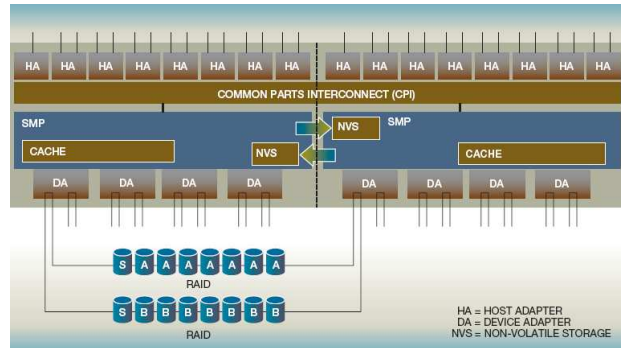 HA HA HA HA HA HA HA HA HA HA HA HA HA HA HA HA
COMMON PARTS INTERCONNECT (CPI)
SMP
NVS
SMP
CACHE
NVS
CACHE
DA DA DA DA DA DA DA DA
S A A A A A A A
RAID
S B B B B B B B
RAID
HA = HOST ADAPTER
DA = DEVICE ADAPTER
NVS = NON-VOLATILE STORAGE